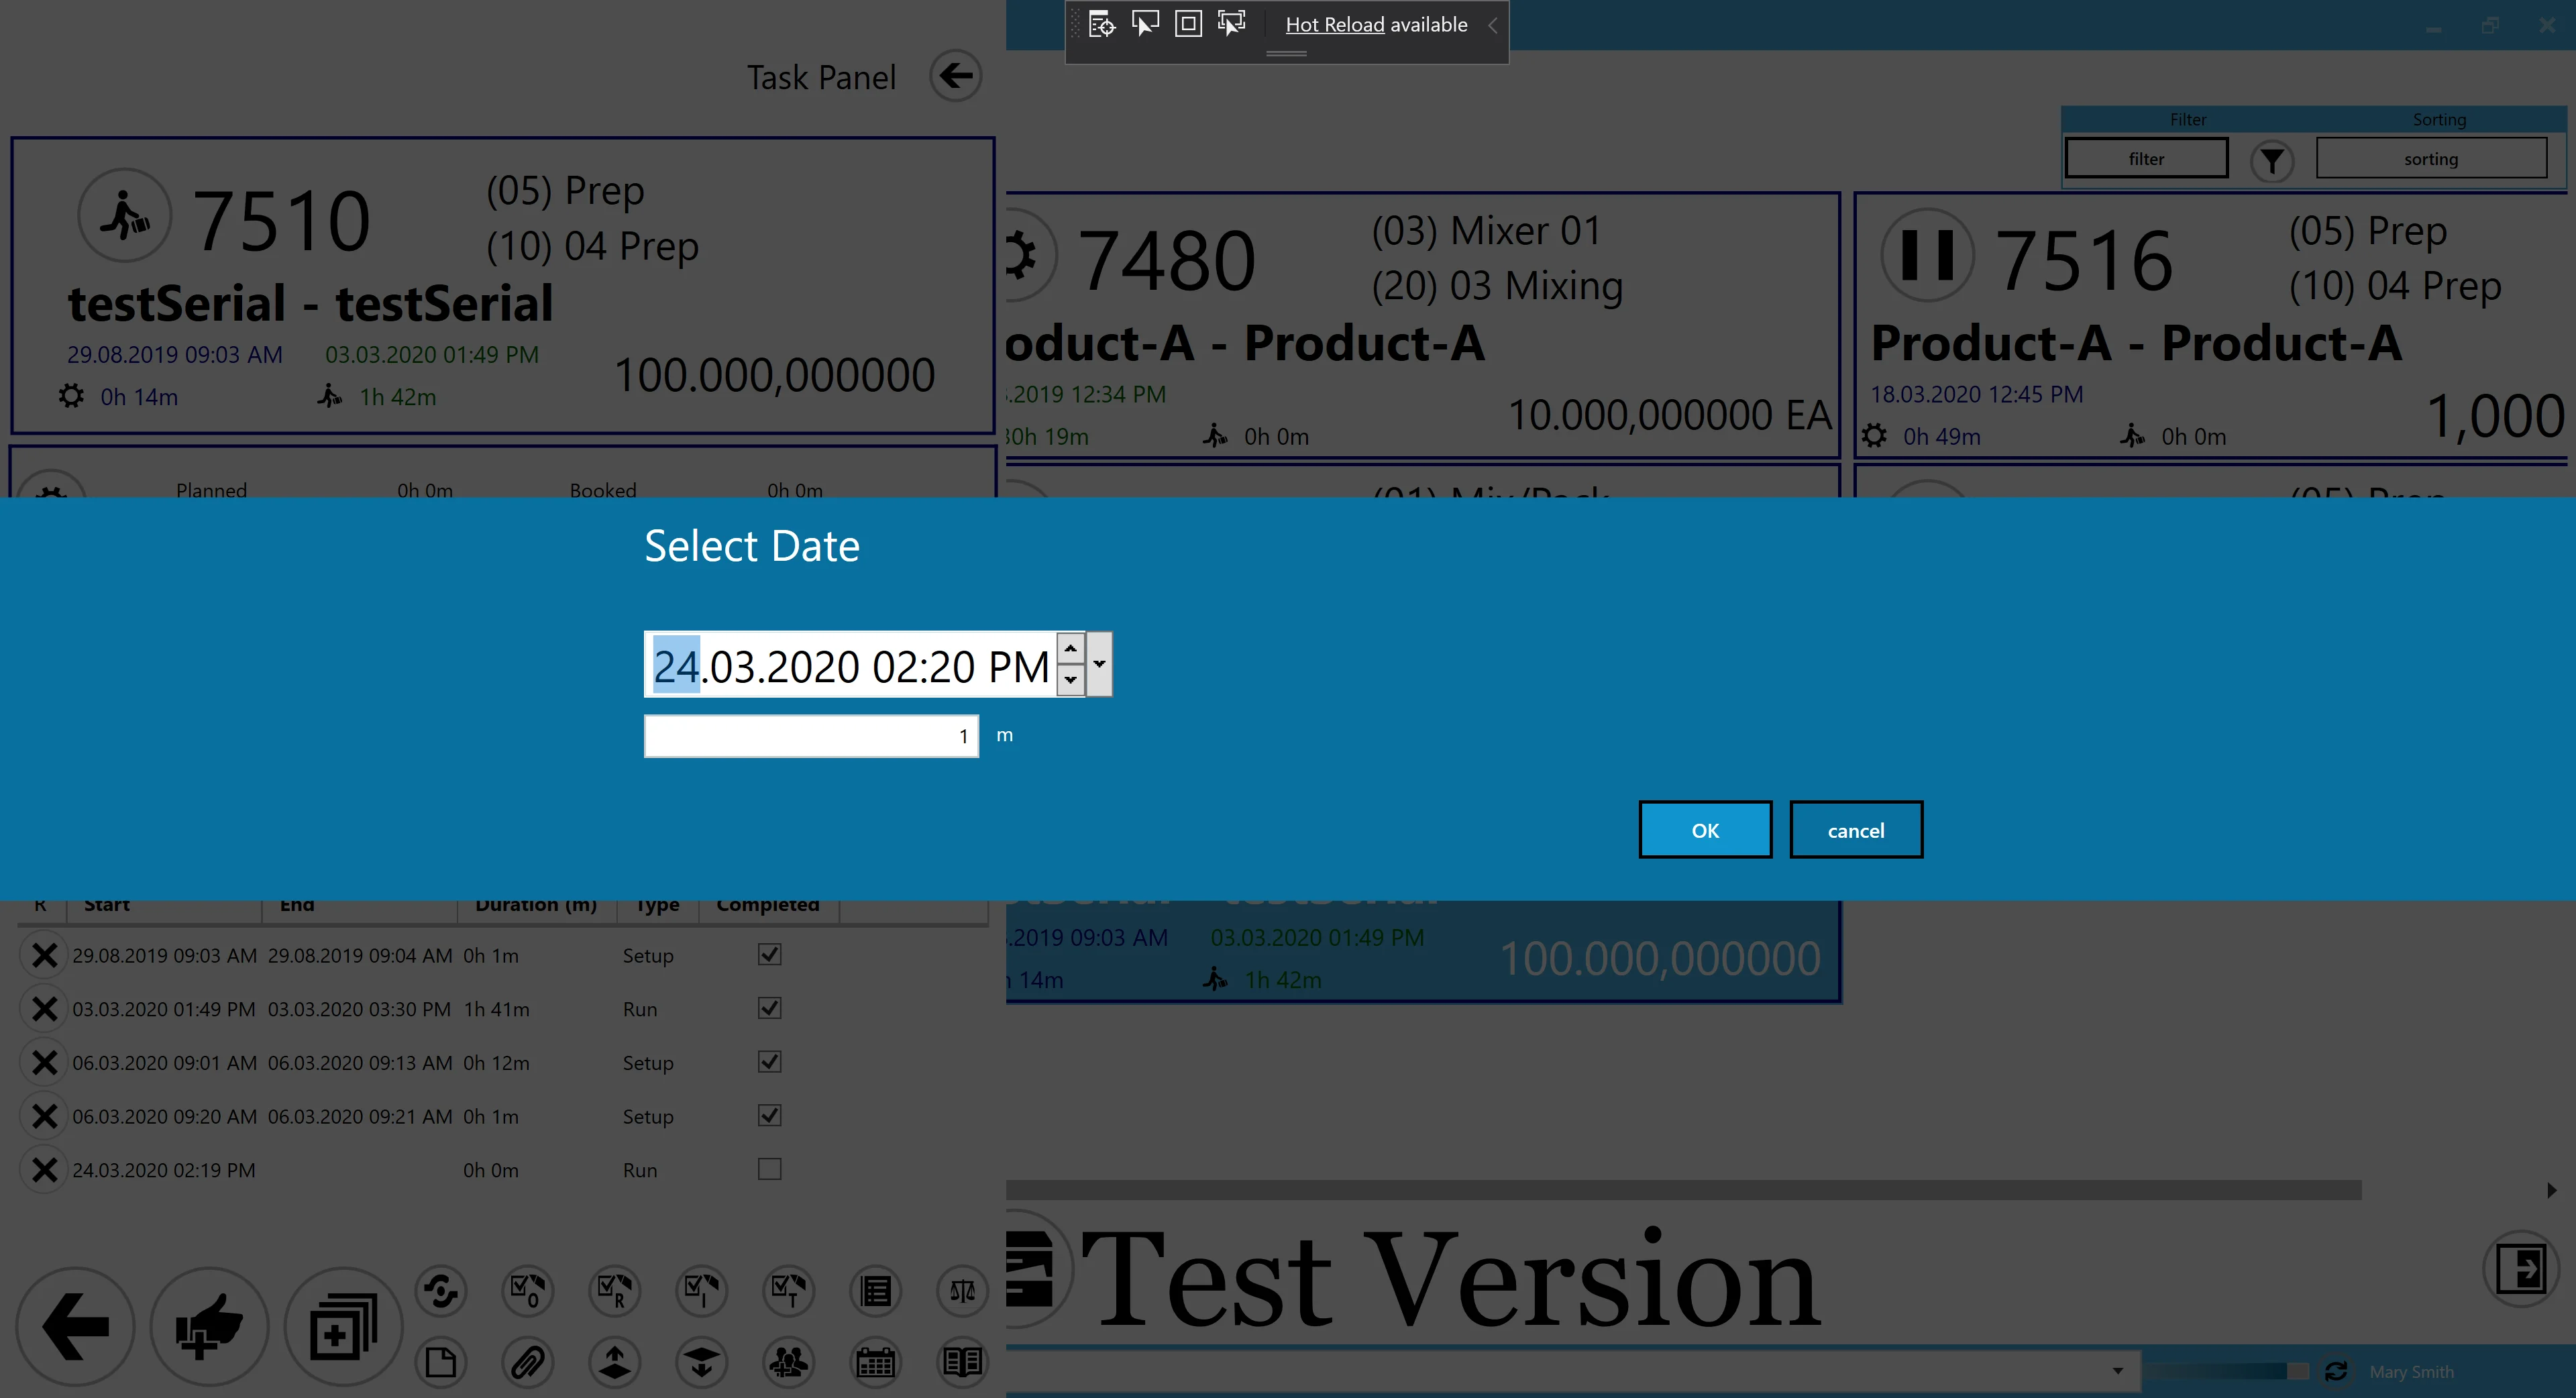 Hot Reload available
Task Panel
Filter
Sorting
filter
sorting
7510
(05) Prep
(10) 04 Prep
testSerial - testSerial
29.08.2019 09:03 AM
03.03.2020 01:49 PM
100.000,000000
0h 14m
1h 42m
Planned
0h 0m
Booked
0h 0m
7480
(03) Mixer 01
(20) 03 Mixing
oduct-A - Product-A
.2019 12:34 PM
10.000,000000 EA
30h 19m
0h 0m
7516
(05) Prep
(10) 04 Prep
Product-A - Product-A
18.03.2020 12:45 PM
1,000
0h 49m
0h 0m
(01) Mix/Pack
(05) Prep
Select Date
24.03.2020 02:20 PM
1 m
OK
cancel
R Start End Duration (m) Type Completed
29.08.2019 09:03 AM 29.08.2019 09:04 AM 0h 1m Setup
03.03.2020 01:49 PM 03.03.2020 03:30 PM 1h 41m Run
06.03.2020 09:01 AM 06.03.2020 09:13 AM 0h 12m Setup
06.03.2020 09:20 AM 06.03.2020 09:21 AM 0h 1m Setup
24.03.2020 02:19 PM 0h 0m Run
.2019 09:03 AM
03.03.2020 01:49 PM
100.000,000000
14m
1h 42m
Test Version
O
R
I
T
Mary Smith